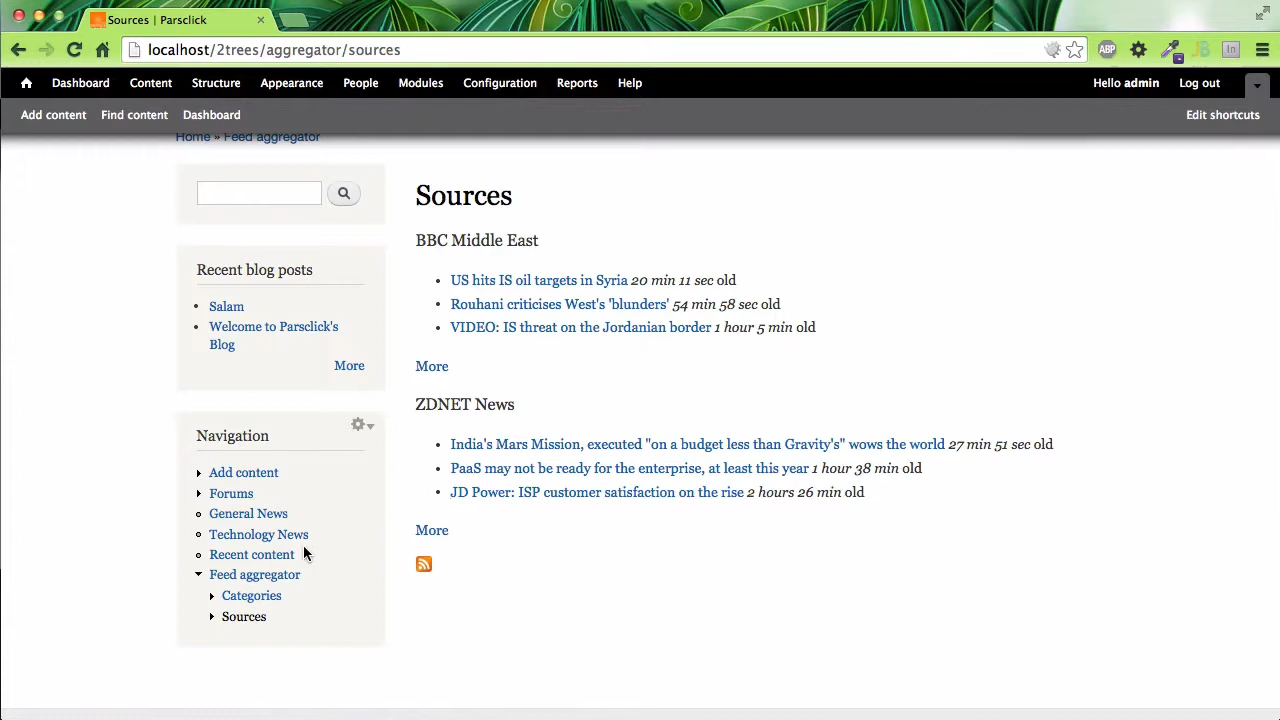 Sources | Parsclick
localhost/2trees/aggregator/sources
ABP
In
Dashboard Content Structure Appearance People Modules Configuration Reports Help
Hello admin Log out
Add content Find content Dashboard
Edit shortcuts
Home » Feed aggregator
Recent blog posts
Salam
Welcome to Parsclick's
Blog
More
Navigation
Add content
Forums
General News
Technology News
Recent content
Feed aggregator
Categories
Sources
Sources
BBC Middle East
US hits IS oil targets in Syria 20 min 11 sec old
Rouhani criticises West's 'blunders' 54 min 58 sec old
VIDEO: IS threat on the Jordanian border 1 hour 5 min old
More
ZDNET News
India's Mars Mission, executed "on a budget less than Gravity's" wows the world 27 min 51 sec old
PaaS may not be ready for the enterprise, at least this year 1 hour 38 min old
JD Power: ISP customer satisfaction on the rise 2 hours 26 min old
More